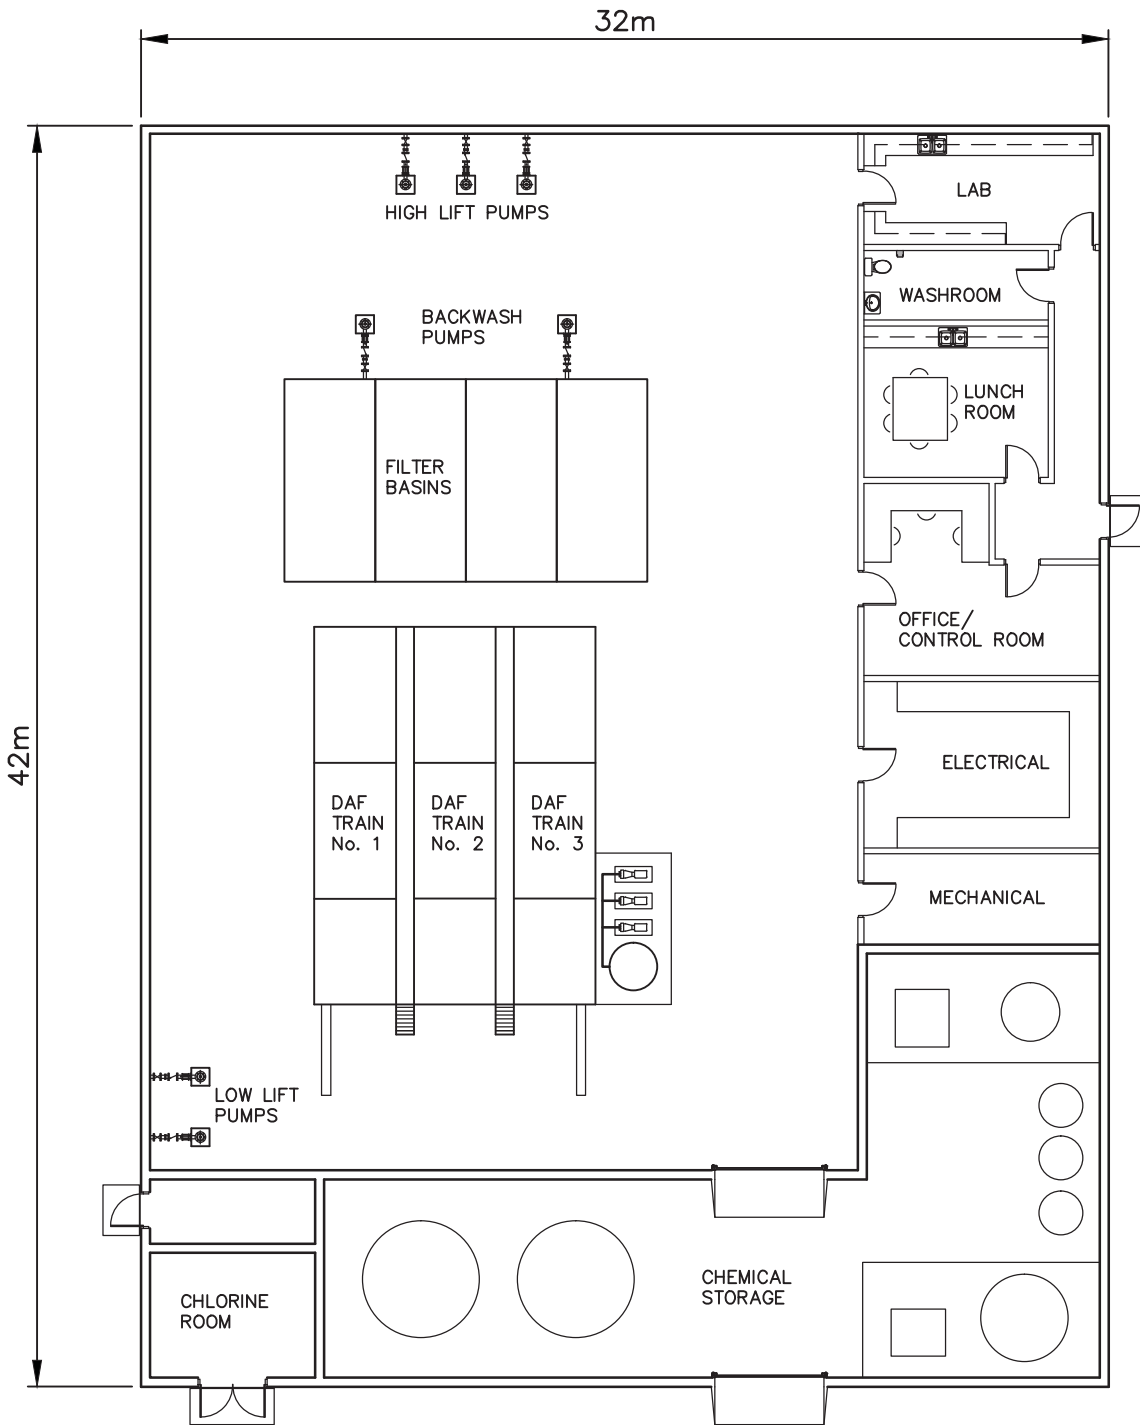 32m
42m
HIGH LIFT PUMPS
LAB
WASHROOM
BACKWASH
PUMPS
LUNCH
ROOM
FILTER
BASINS
OFFICE/
CONTROL ROOM
ELECTRICAL
DAF
TRAIN
No. 1
DAF
TRAIN
No. 2
DAF
TRAIN
No. 3
MECHANICAL
LOW LIFT
PUMPS
CHEMICAL
STORAGE
CHLORINE
ROOM